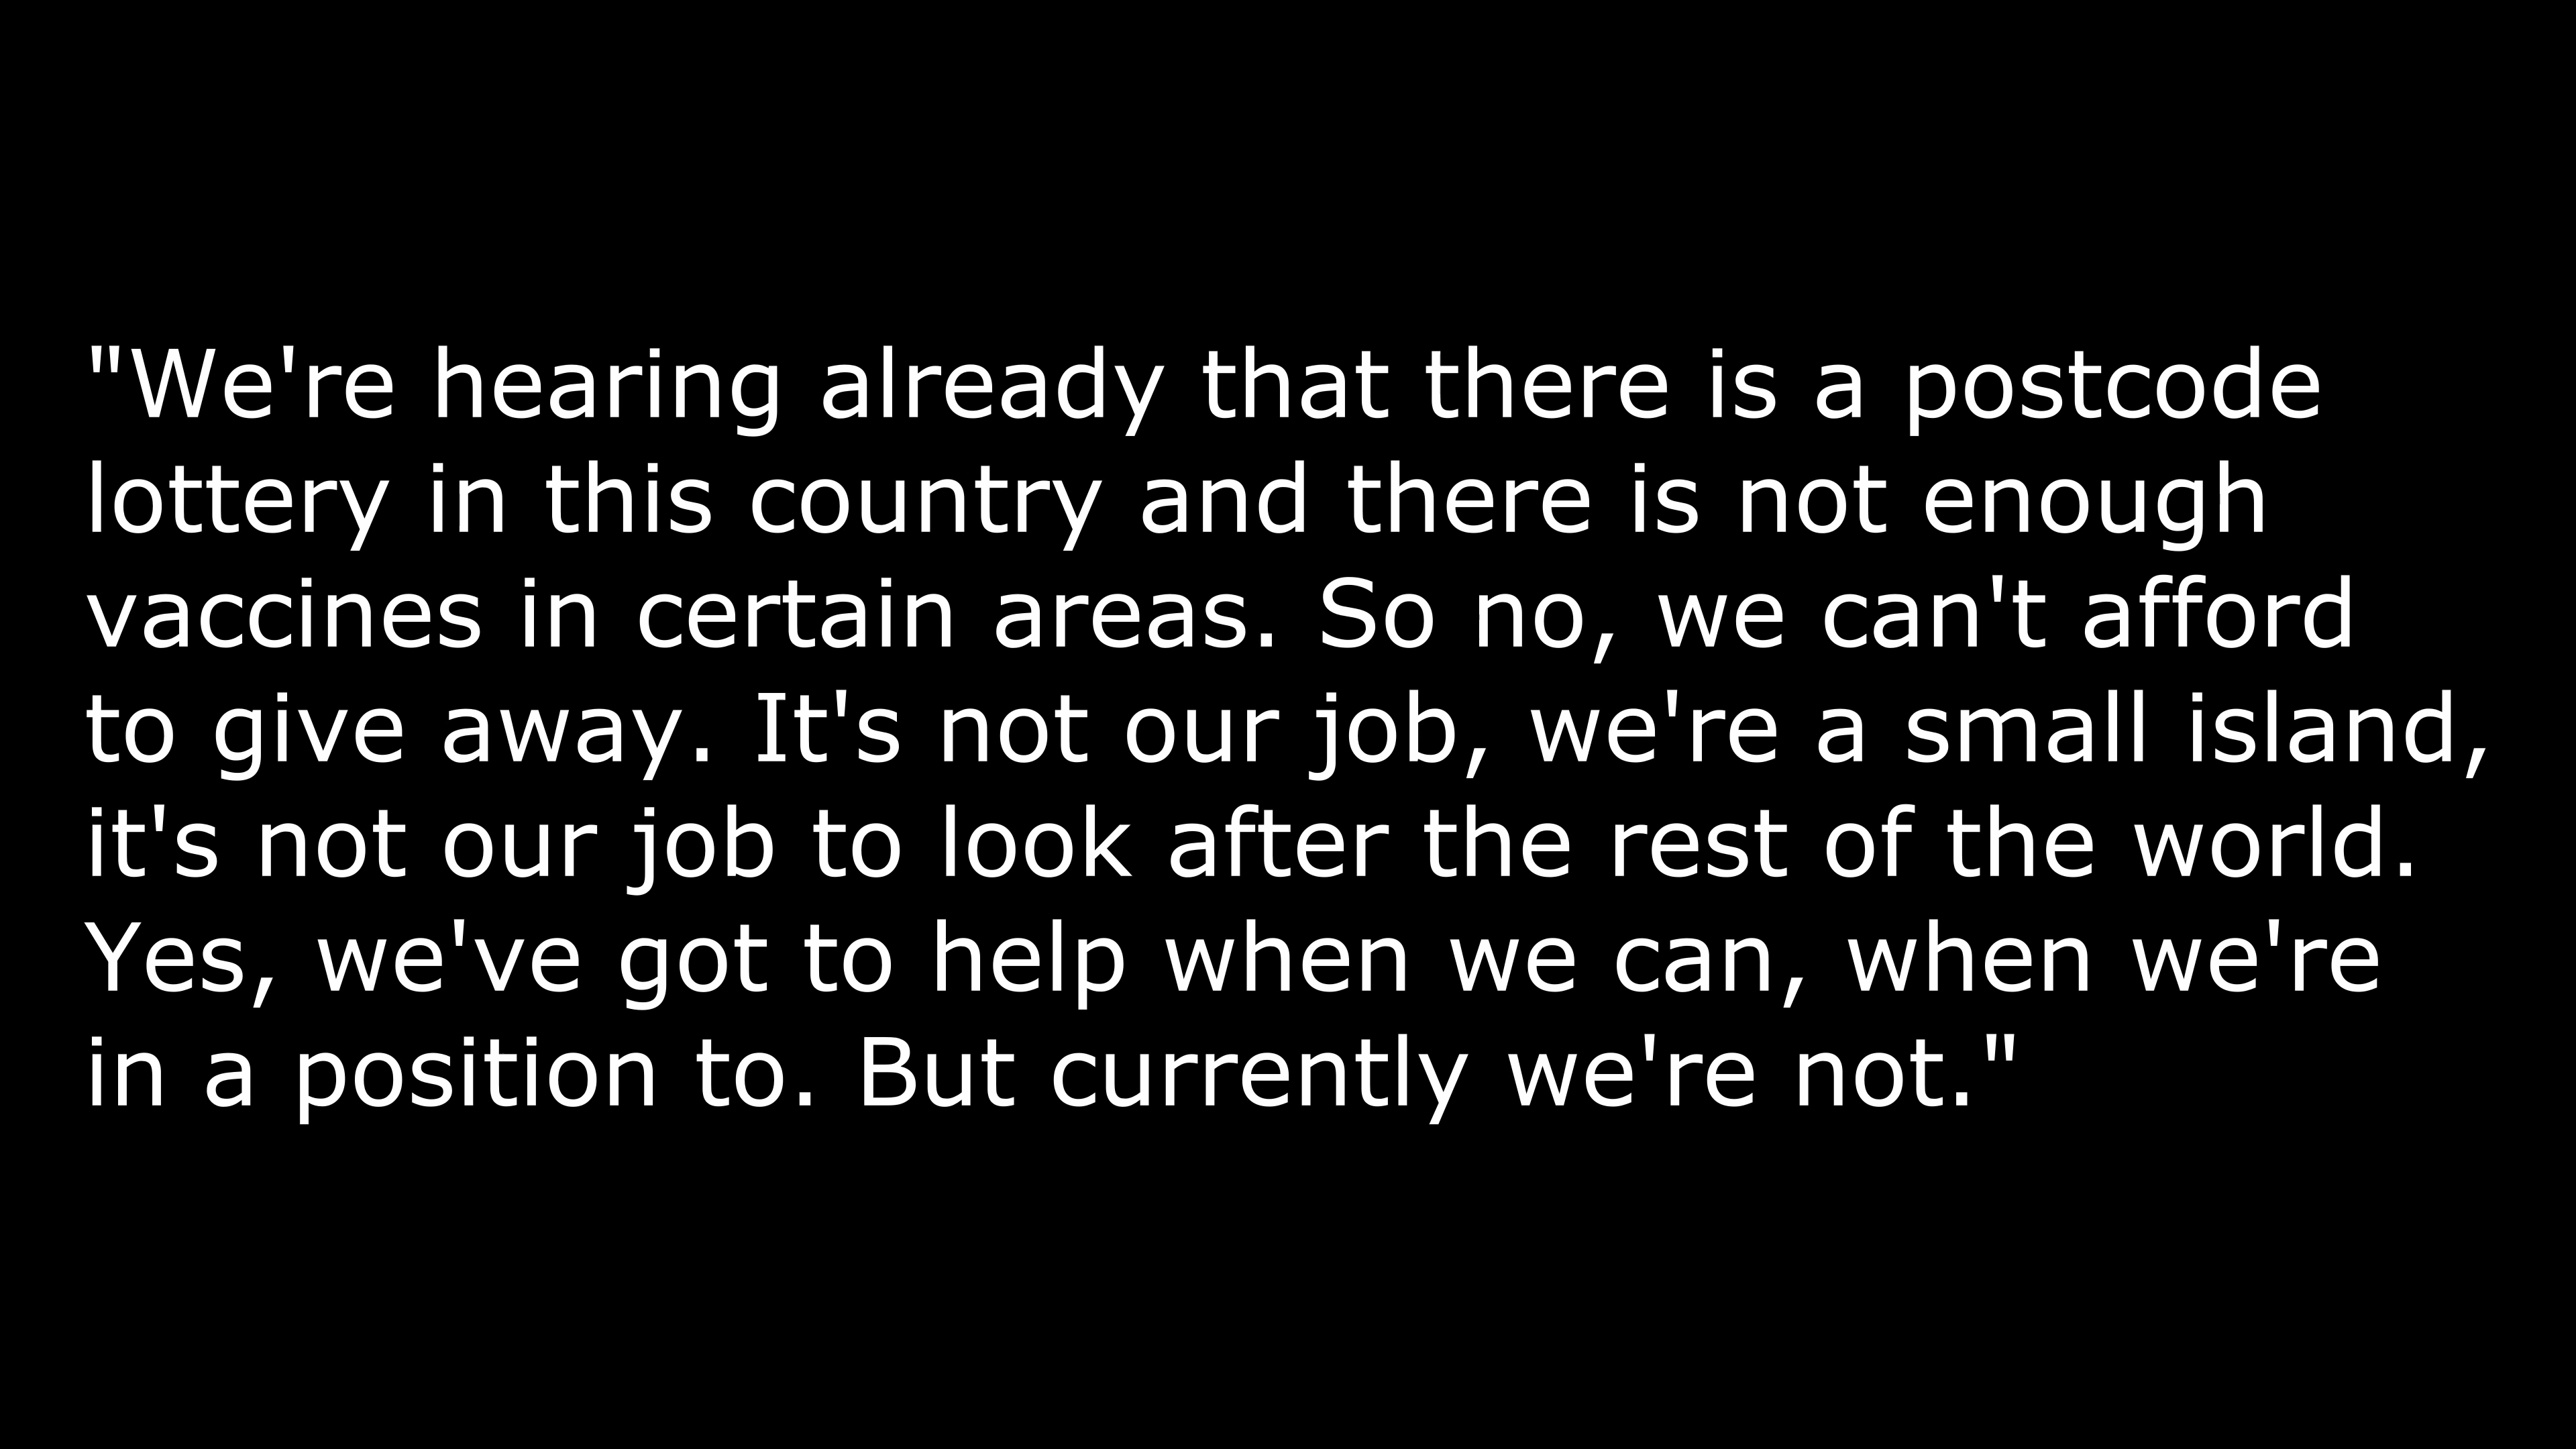 "We're hearing already that there is a postcode
lottery in this country and there is not enough
vaccines in certain areas. So no, we can't afford
to give away. It's not our job, we're a small island,
it's not our job to look after the rest of the world.
Yes, we've got to help when we can, when we're
in a position to. But currently we're not."